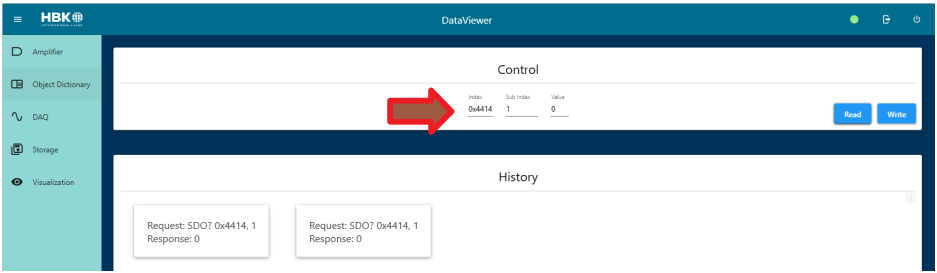 HBK
DataViewer
Amplifier
Object Dictionary
DAQ
Storage
Visualization
Control
Index Sub Index Value
0x4414 1 0
Read Write
History
Request: SDO? 0x4414, 1
Response: 0
Request: SDO? 0x4414, 1
Response: 0